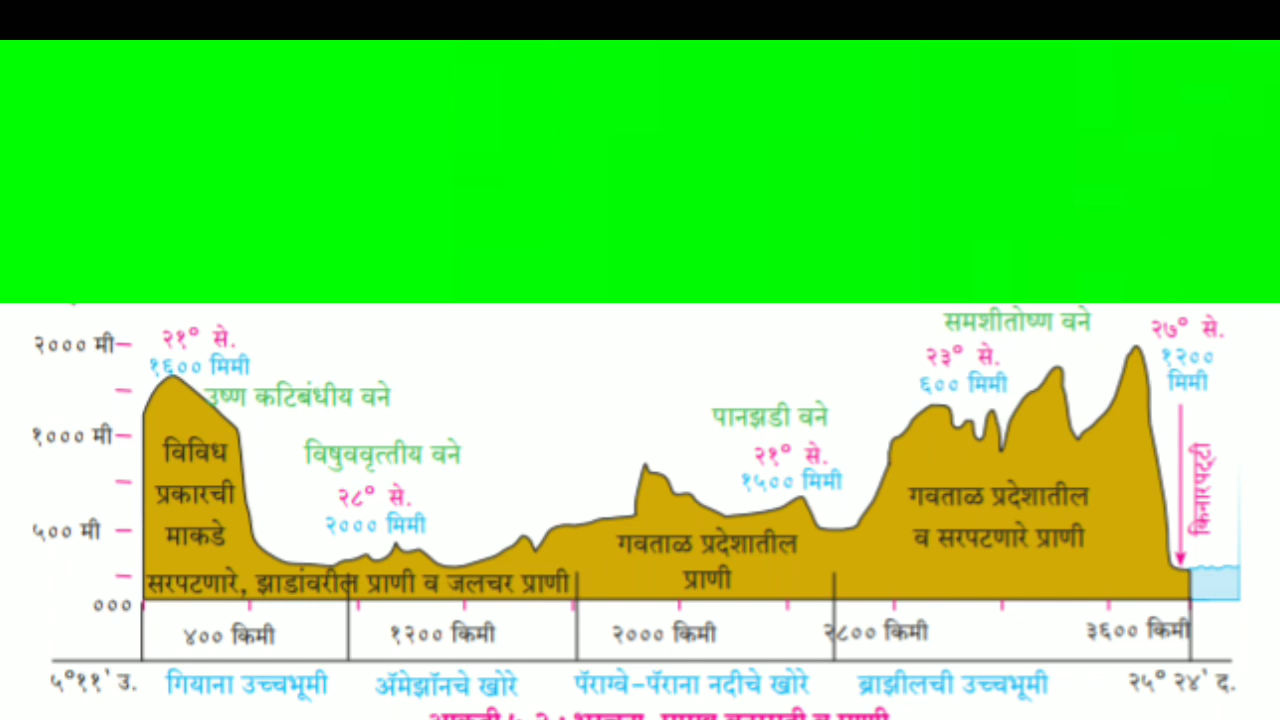 समशीतोष्ण वने
२००० मी
२१° से.
१६०० मिमी
२३° से.
६०० मिमी
२७° से.
१२००
मिमी
उष्ण कटिबंधीय वने
पानझडी वने
१००० मी
विविध
प्रकारची
माकडे
विषुववृत्तीय वने
२८° से.
२००० मिमी
२१° से.
१५०० मिमी
गवताळ प्रदेशातील
व सरपटणारे प्राणी
किनारपट्टी
५०० मी
गवताळ प्रदेशातील
प्राणी
सरपटणारे, झाडांवरील प्राणी व जलचर प्राणी
०००
४०० किमी १२०० किमी २००० किमी २८०० किमी ३६०० किमी
५°११' उ. गियाना उच्चभूमी ॲमेझॉनचे खोरे पॅराग्वे-पॅराना नदीचे खोरे ब्राझीलची उच्चभूमी २५° २४' द.